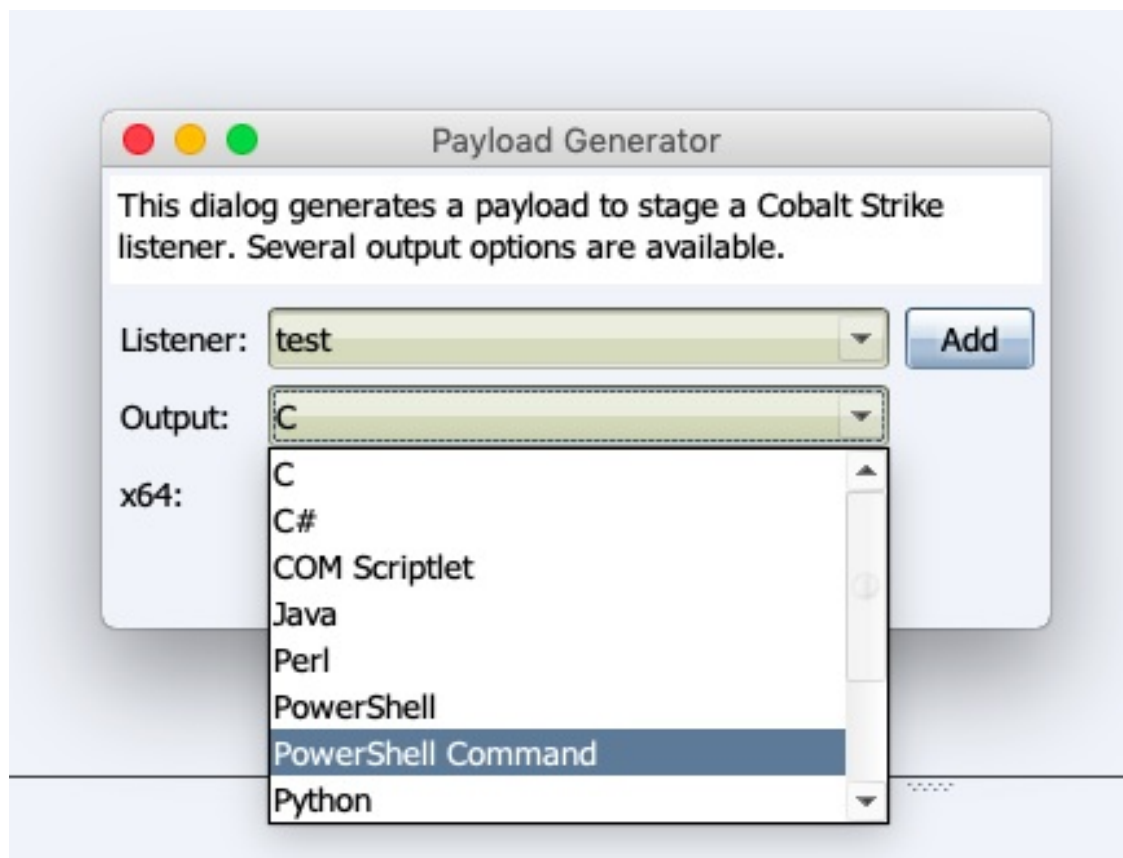 Payload Generator
This dialog generates a payload to stage a Cobalt Strike
listener. Several output options are available.
Listener: test Add
Output: C
x64:
C
C#
COM Scriptlet
Java
Perl
PowerShell
PowerShell Command
Python